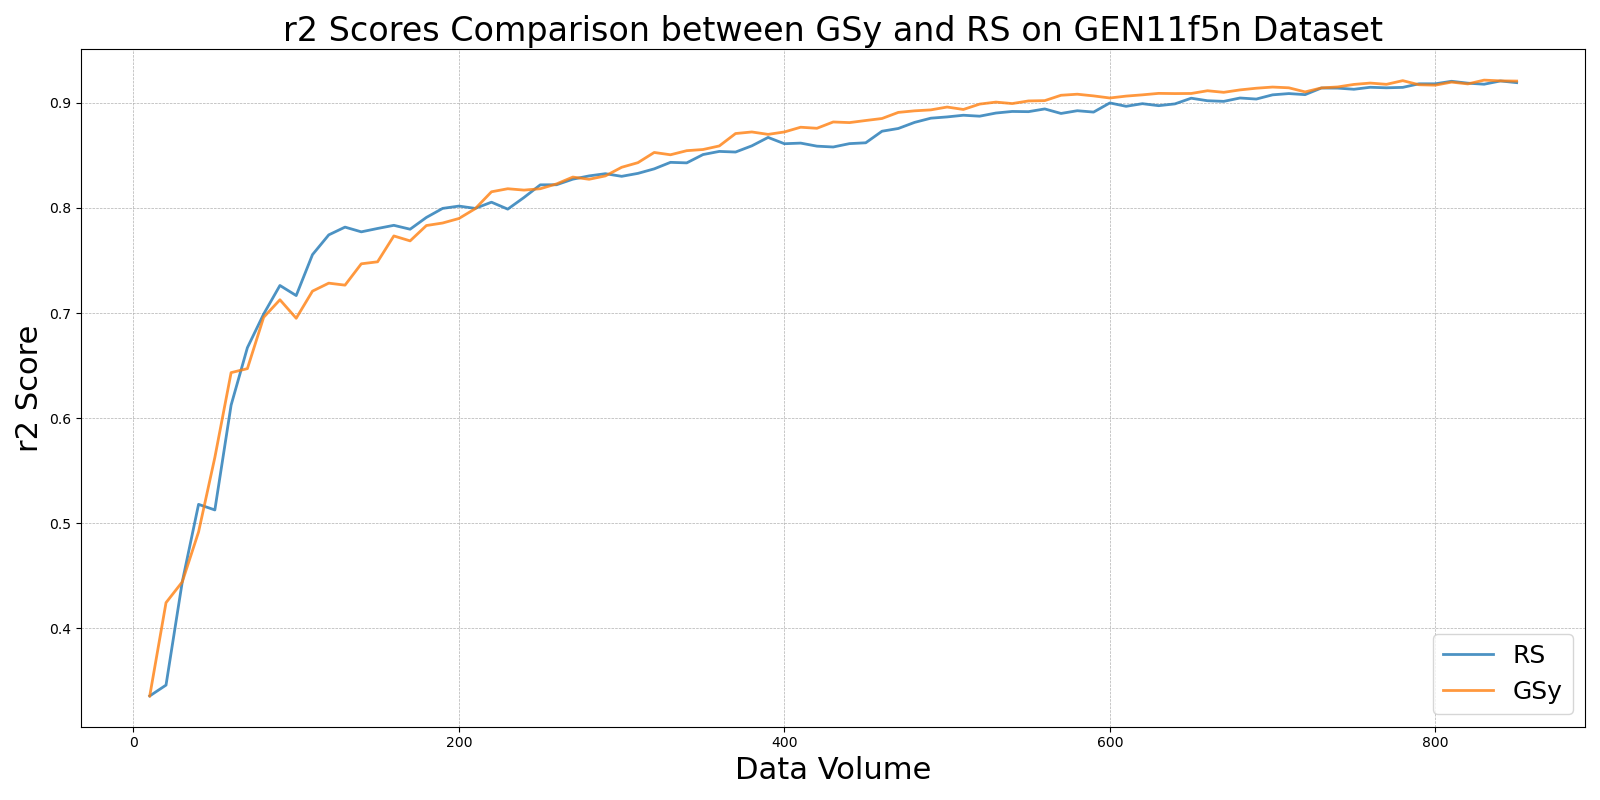 r2 Scores Comparison between GSy and RS on GEN11f5n Dataset
r2 Score
0.9
0.8
0.7
0.6
0.5
0.4
0
200
400
600
800
Data Volume
RS
GSy